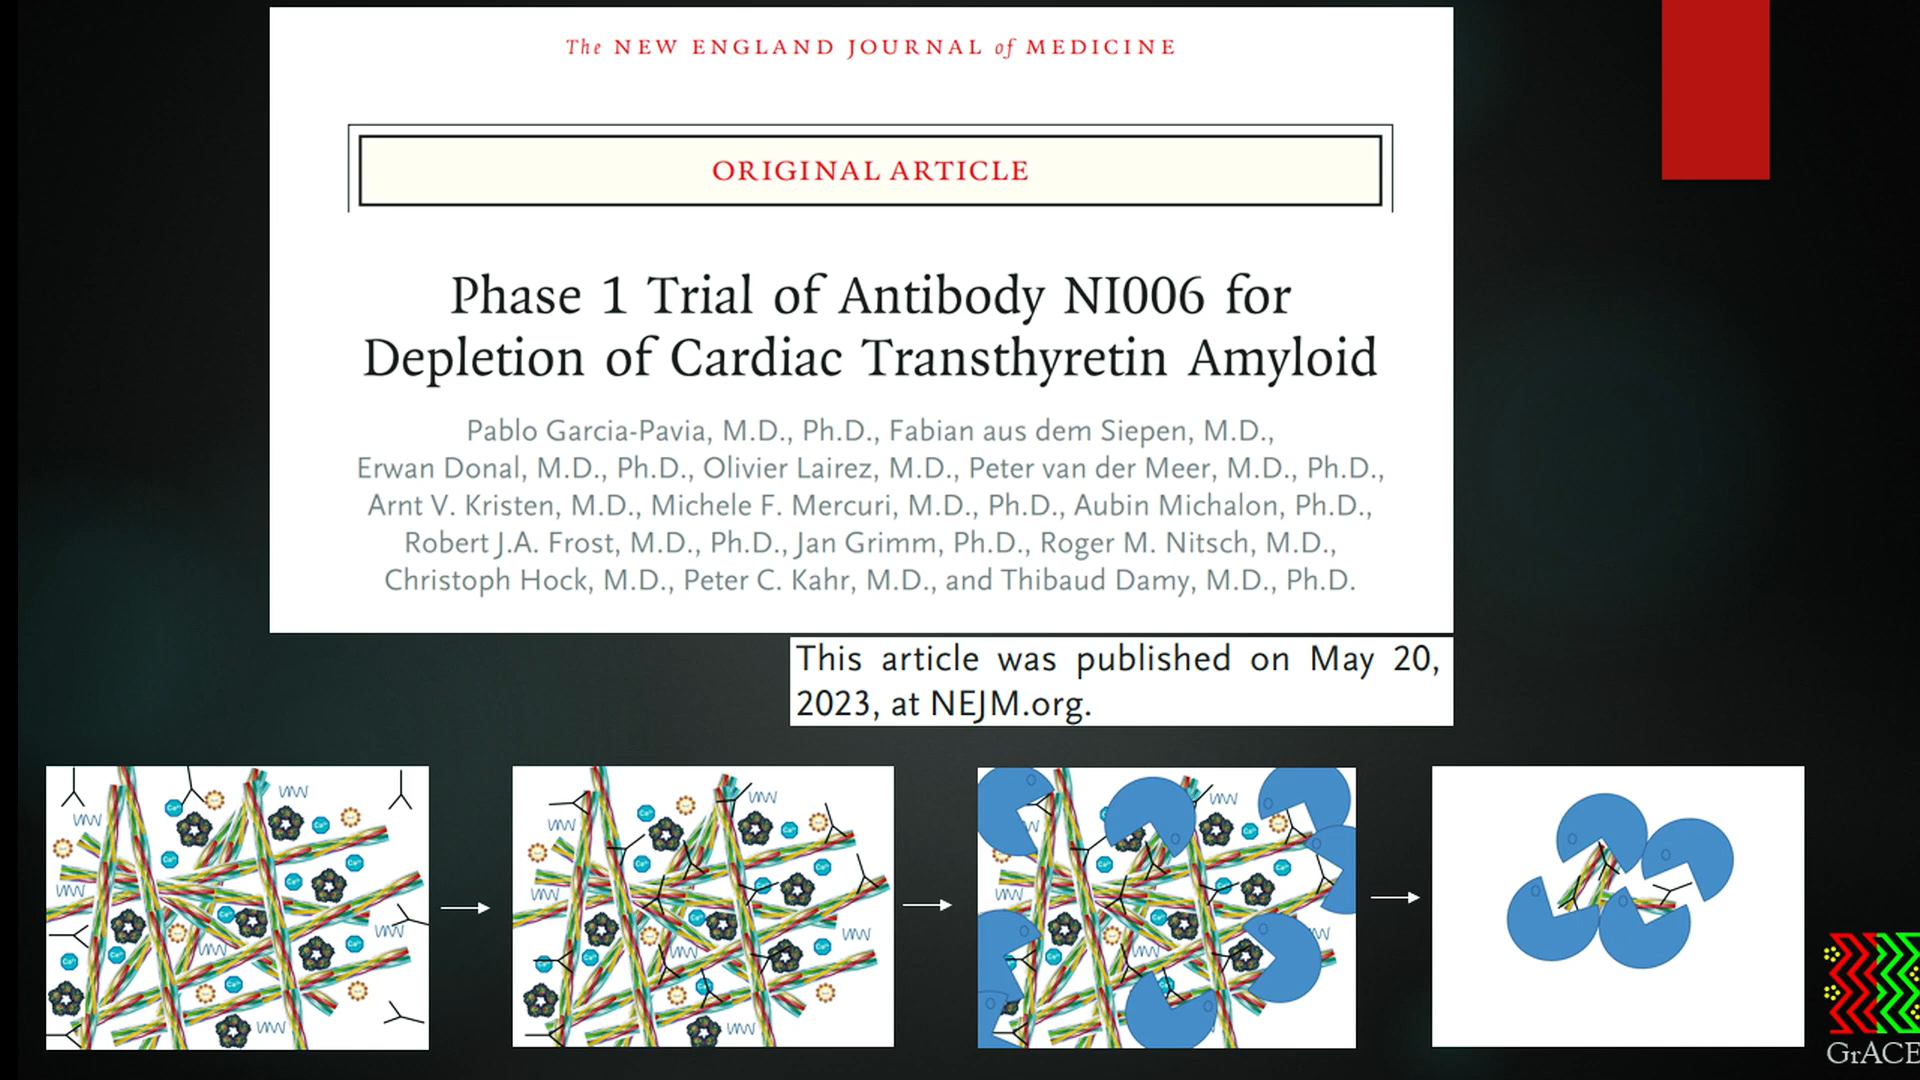 The NEW ENGLAND JOURNAL of MEDICINE
ORIGINAL ARTICLE
Phase 1 Trial of Antibody NI006 for
Depletion of Cardiac Transthyretin Amyloid
Pablo Garcia-Pavia, M.D., Ph.D., Fabian aus dem Siepen, M.D.,
Erwan Donal, M.D., Ph.D., Olivier Lairez, M.D., Peter van der Meer, M.D., Ph.D.,
Arnt V. Kristen, M.D., Michele F. Mercuri, M.D., Ph.D., Aubin Michalon, Ph.D.,
Robert J.A. Frost, M.D., Ph.D., Jan Grimm, Ph.D., Roger M. Nitsch, M.D.,
Christoph Hock, M.D., Peter C. Kahr, M.D., and Thibaud Damy, M.D., Ph.D.
This article was published on May 20,
2023, at NEJM.org.
GrACE